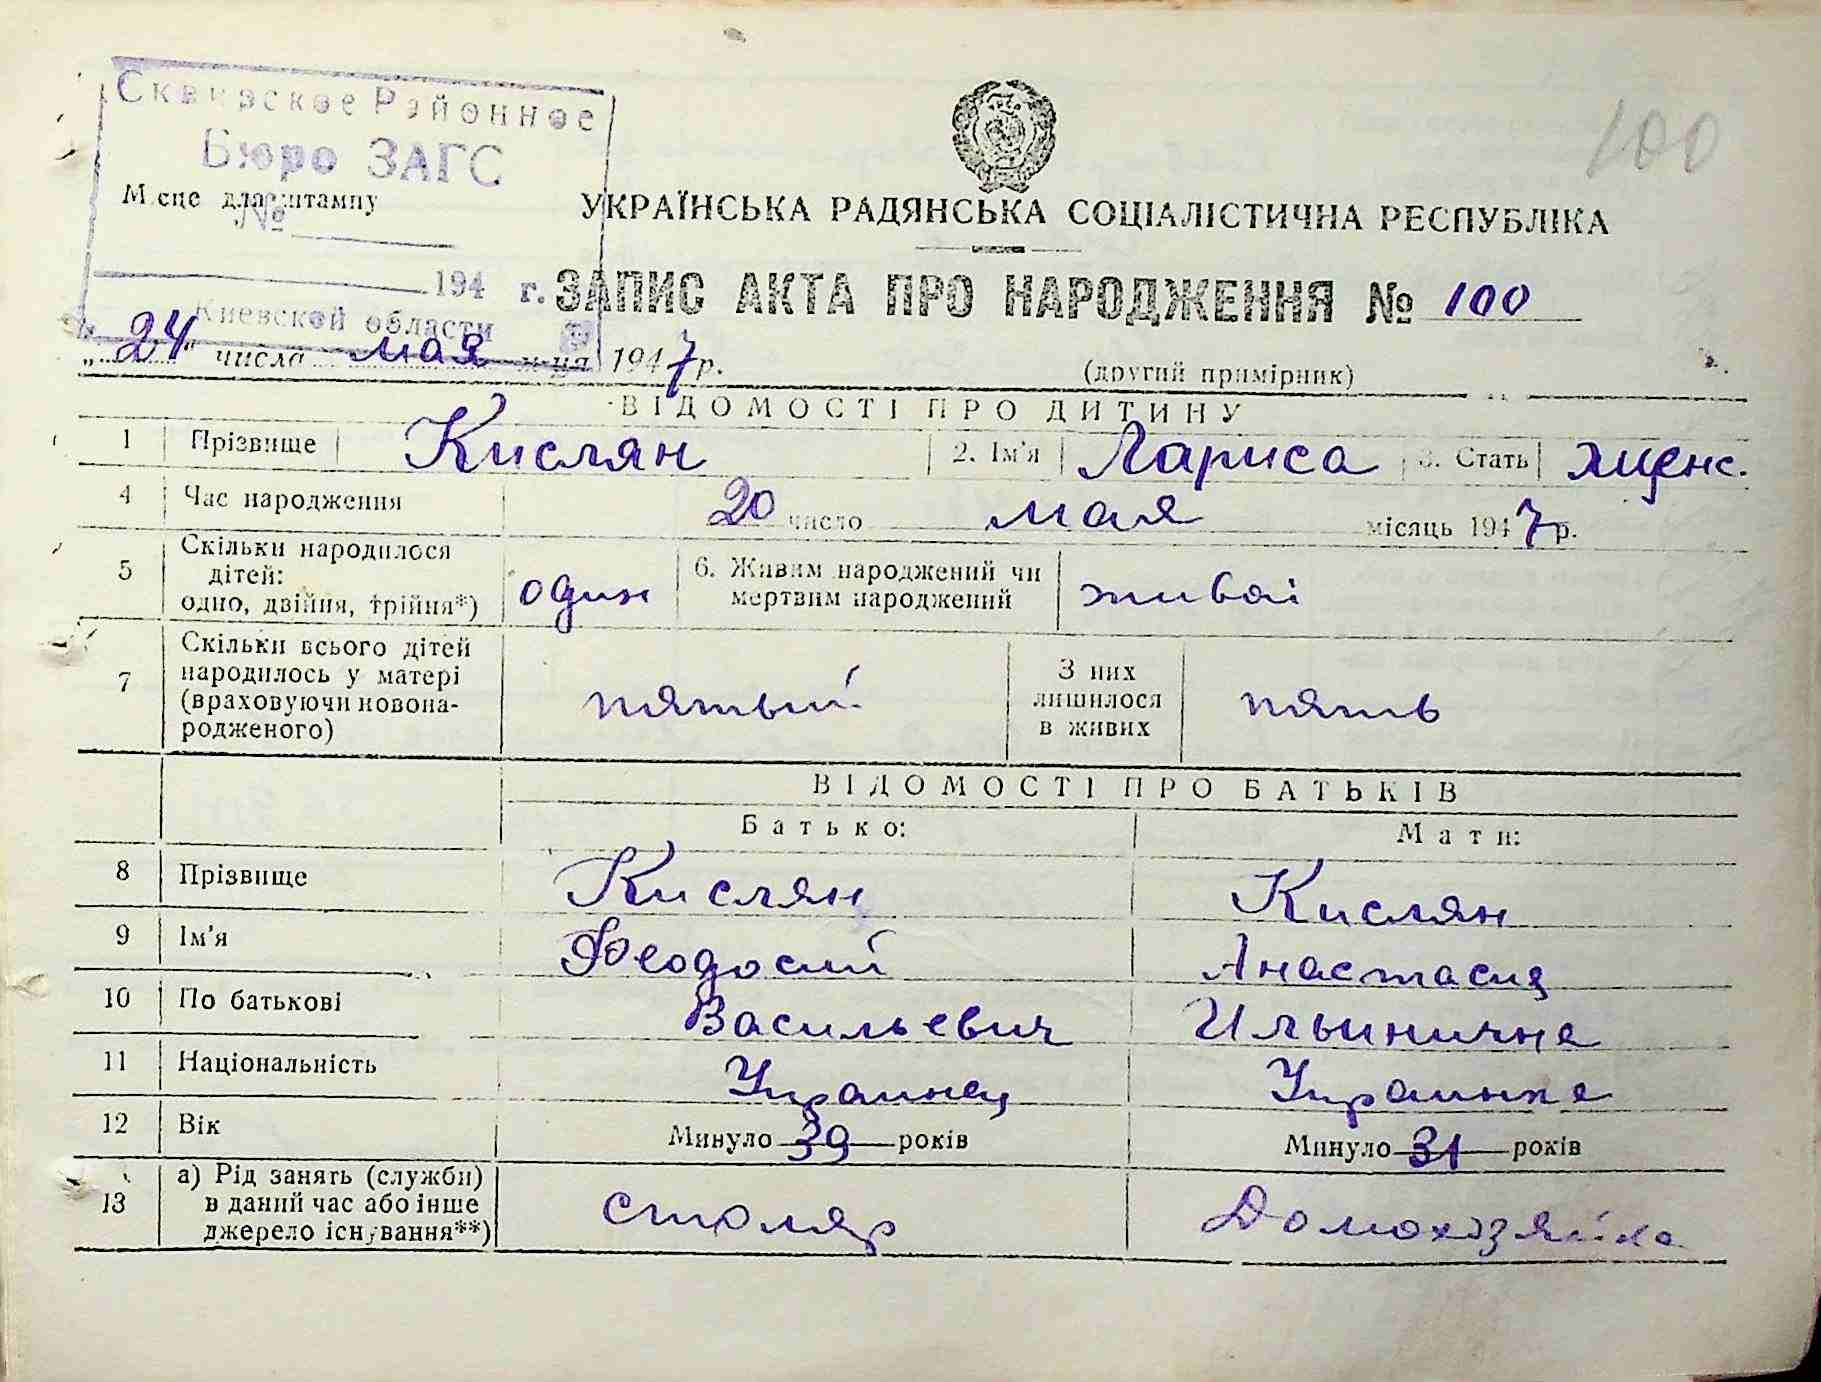 Сквирское Районное
Бюро ЗАГС
Місце для штампу
№
194 г.
Киевской области
100
УКРАЇНСЬКА РАДЯНСЬКА СОЦІАЛІСТИЧНА РЕСПУБЛІКА
ЗАПИС АКТА ПРО НАРОДЖЕННЯ № 100
„24" числа мая м-ця 1947 р.
(другий примірник)
ВІДОМОСТІ ПРО ДИТИНУ
1 Прізвище Кислян 2. Ім'я Лариса 3. Стать женс.
4 Час народження 20 число мая місяць 1947 р.
5 Скільки народилося дітей: одно, двійня, трійня*) один 6. Живим народжений чи мертвим народжений живой
7 Скільки всього дітей народилось у матері (враховуючи новонародженого) пятый З них лишилося в живих пять
ВІДОМОСТІ ПРО БАТЬКІВ
Батько: Мати:
8 Прізвище Кислян Кислян
9 Ім'я Феодосий Анастасия
10 По батькові Васильевич Ильинична
11 Національність Украинец Украинка
12 Вік Минуло 39 років Минуло 31 років
13 а) Рід занять (служби) в даний час або інше джерело існування**) столяр Домохозяйка